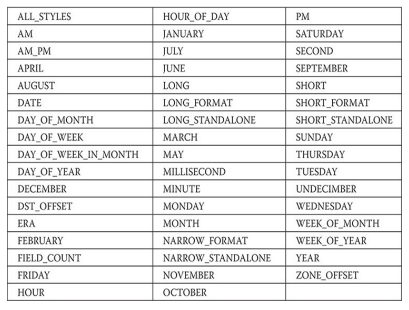 ALL_STYLES HOUR_OF_DAY PM
AM JANUARY SATURDAY
AM_PM JULY SECOND
APRIL JUNE SEPTEMBER
AUGUST LONG SHORT
DATE LONG_FORMAT SHORT_FORMAT
DAY_OF_MONTH LONG_STANDALONE SHORT_STANDALONE
DAY_OF_WEEK MARCH SUNDAY
DAY_OF_WEEK_IN_MONTH MAY THURSDAY
DAY_OF_YEAR MILLISECOND TUESDAY
DECEMBER MINUTE UNDECIMBER
DST_OFFSET MONDAY WEDNESDAY
ERA MONTH WEEK_OF_MONTH
FEBRUARY NARROW_FORMAT WEEK_OF_YEAR
FIELD_COUNT NARROW_STANDALONE YEAR
FRIDAY NOVEMBER ZONE_OFFSET
HOUR OCTOBER